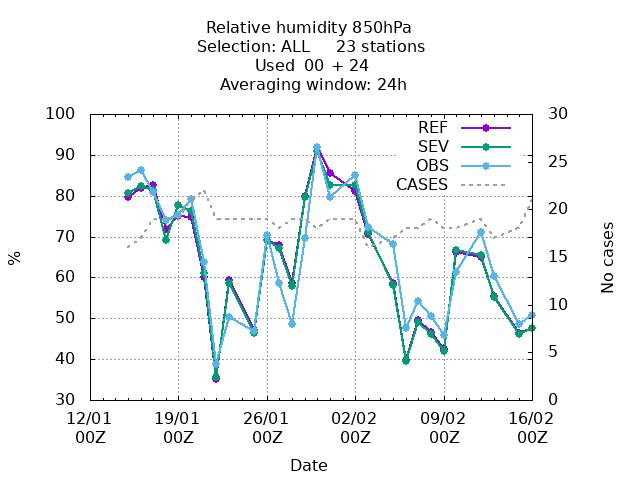 Relative humidity 850hPa
Selection: ALL 23 stations
Used 00 + 24
Averaging window: 24h
100
90
80
70
60
50
40
30
%
30
25
20
15
10
5
0
No cases
REF
SEV
OBS
CASES
12/01 19/01 26/01 02/02 09/02 16/02
00Z 00Z 00Z 00Z 00Z 00Z
Date